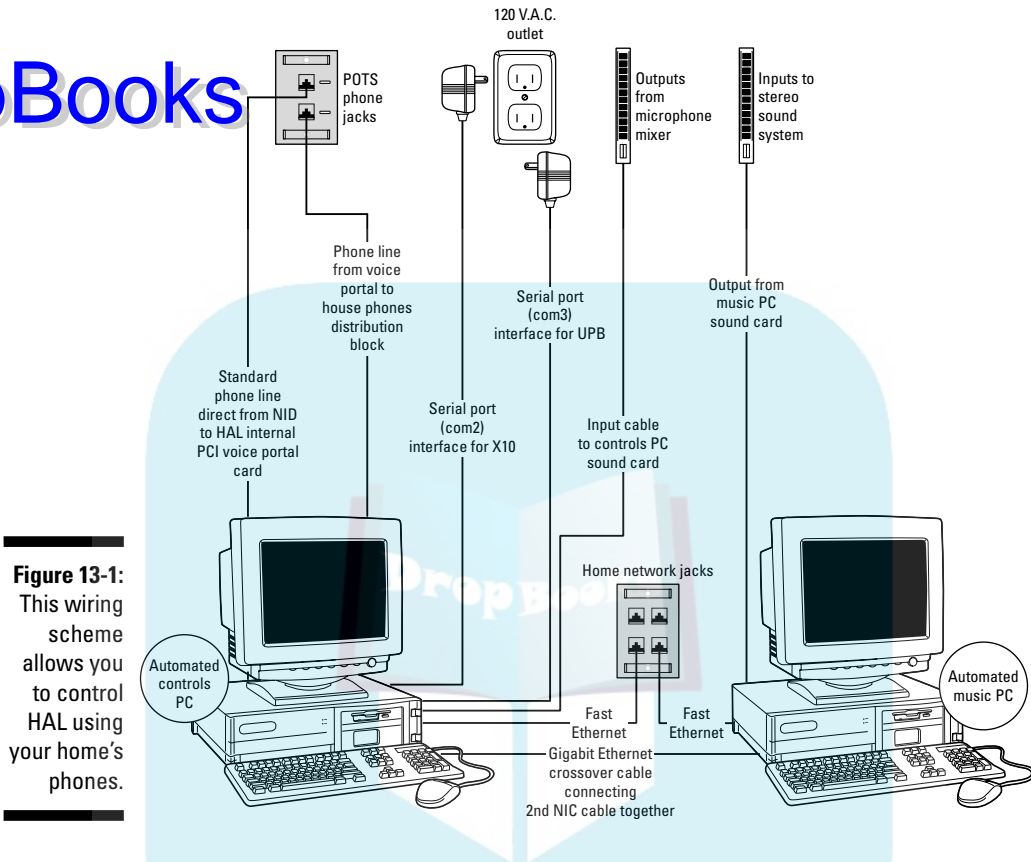 120 V.A.C.
outlet
pBooks
POTS
phone
jacks
Outputs
from
microphone
mixer
Inputs to
stereo
sound
system
Phone line
from voice
portal to
house phones
distribution
block
Serial port
(com3)
interface for UPB
Output from
music PC
sound card
Standard
phone line
direct from NID
to HAL internal
PCI voice portal
card
Serial port
(com2)
interface for X10
Input cable
to controls PC
sound card
Figure 13-1:
This wiring
scheme
allows you
to control
HAL using
your home's
phones.
Drop Boo
Home network jacks
Automated
controls
PC
Automated
music PC
Fast
Ethernet
Fast
Ethernet
Gigabit Ethernet
crossover cable
connecting
2nd NIC cable together